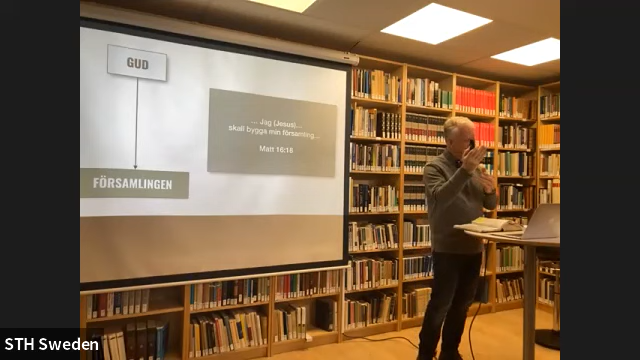 GUD
... Jag (Jesus)...
skall bygga min församling...
Matt 16:18
FÖRSAMLINGEN
STH Sweden